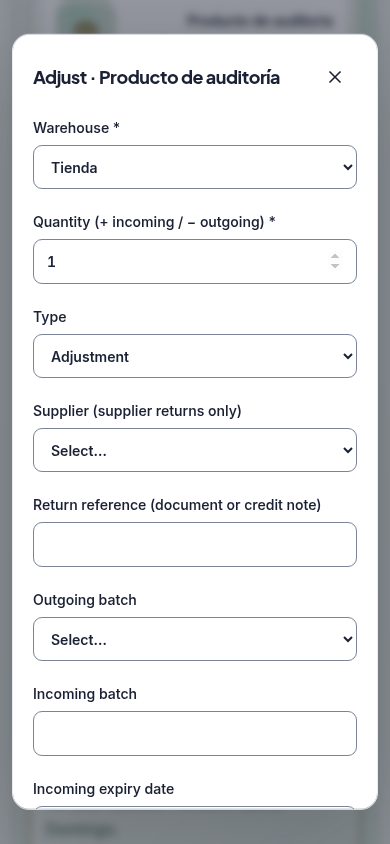 Producto de auditoría
Adjust · Producto de auditoría
Warehouse *
Tienda
Quantity (+ incoming / − outgoing) *
1
Type
Adjustment
Supplier (supplier returns only)
Select...
Return reference (document or credit note)
Outgoing batch
Select...
Incoming batch
Incoming expiry date